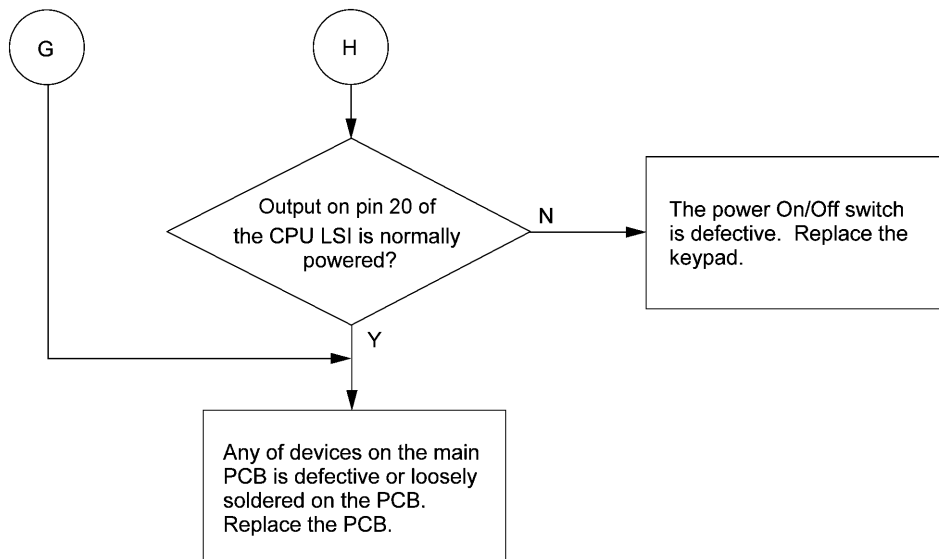 G
H
Output on pin 20 of
the CPU LSI is normally
powered?
N
The power On/Off switch
is defective. Replace the
keypad.
Y
Any of devices on the main
PCB is defective or loosely
soldered on the PCB.
Replace the PCB.